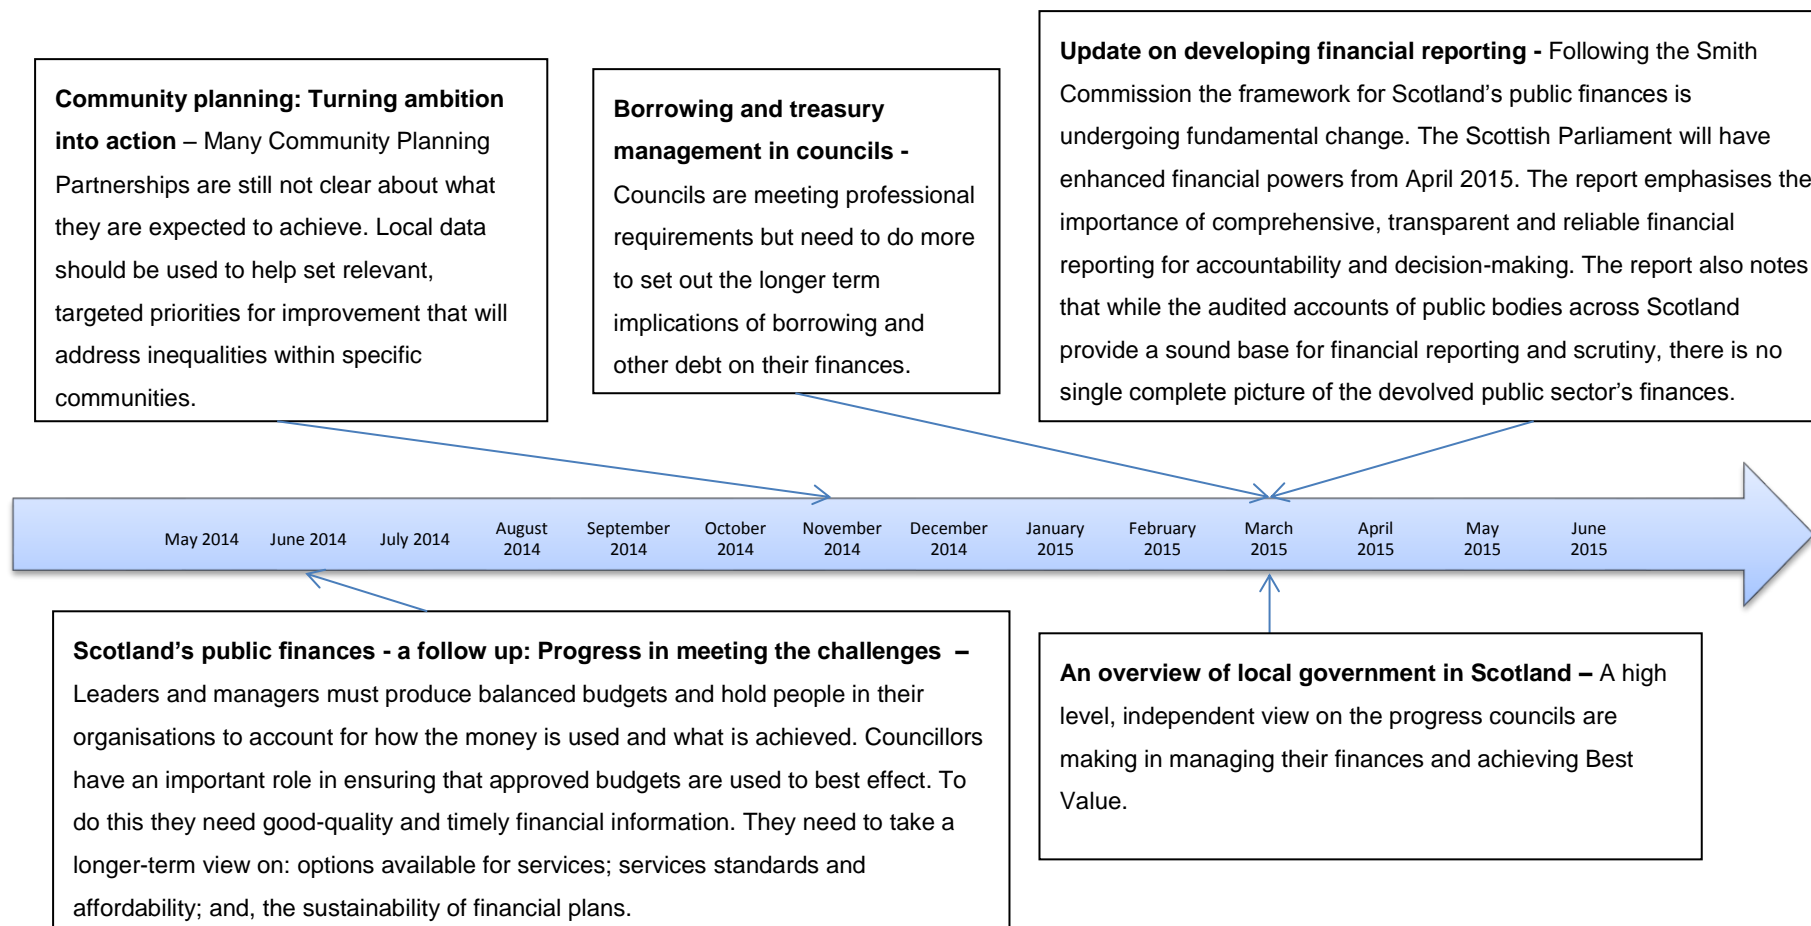 Community planning: Turning ambition
into action – Many Community Planning
Partnerships are still not clear about what
they are expected to achieve. Local data
should be used to help set relevant,
targeted priorities for improvement that will
address inequalities within specific
communities.
Borrowing and treasury
management in councils -
Councils are meeting professional
requirements but need to do more
to set out the longer term
implications of borrowing and
other debt on their finances.
Update on developing financial reporting - Following the Smith
Commission the framework for Scotland’s public finances is
undergoing fundamental change. The Scottish Parliament will have
enhanced financial powers from April 2015. The report emphasises the
importance of comprehensive, transparent and reliable financial
reporting for accountability and decision-making. The report also notes
that while the audited accounts of public bodies across Scotland
provide a sound base for financial reporting and scrutiny, there is no
single complete picture of the devolved public sector’s finances.
May 2014
June 2014
July 2014
August
2014
September
2014
October
2014
November
2014
December
2014
January
2015
February
2015
March
2015
April
2015
May
2015
June
2015
Scotland’s public finances - a follow up: Progress in meeting the challenges –
Leaders and managers must produce balanced budgets and hold people in their
organisations to account for how the money is used and what is achieved. Councillors
have an important role in ensuring that approved budgets are used to best effect. To
do this they need good-quality and timely financial information. They need to take a
longer-term view on: options available for services; services standards and
affordability; and, the sustainability of financial plans.
An overview of local government in Scotland – A high
level, independent view on the progress councils are
making in managing their finances and achieving Best
Value.